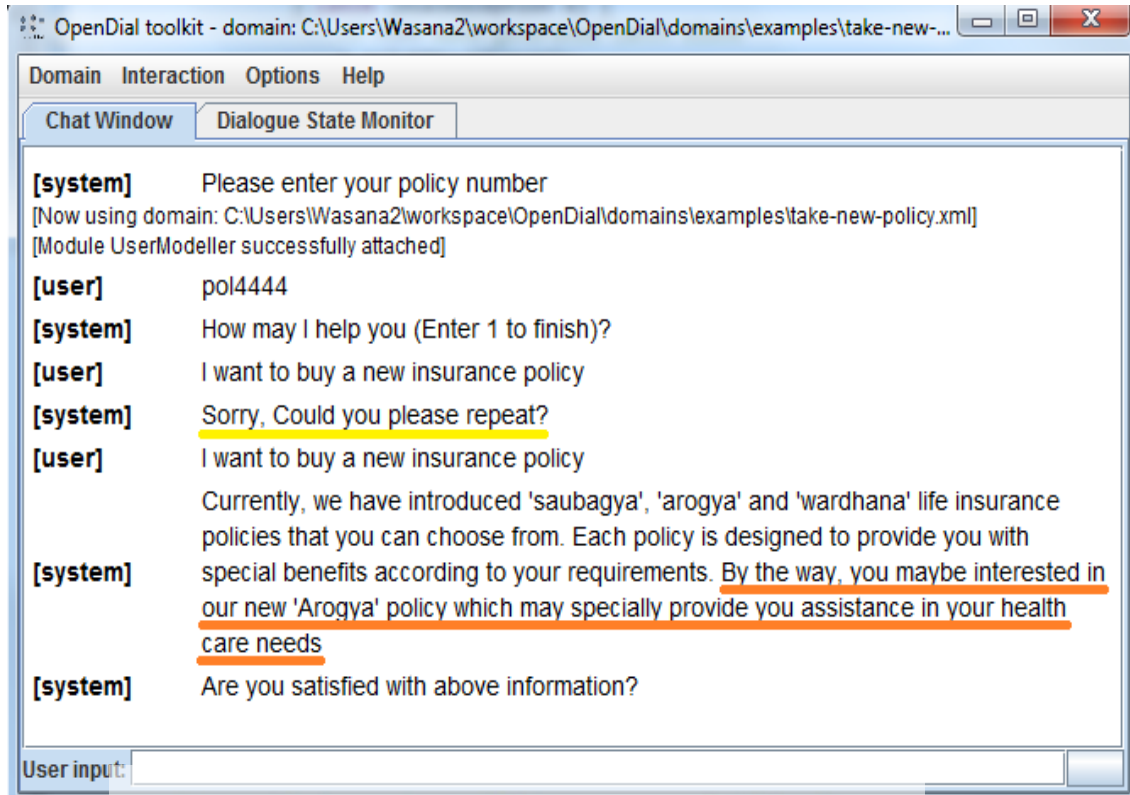 OpenDial toolkit - domain: C:\Users\Wasana2\workspace\OpenDial\domains\examples\take-new-...
Domain Interaction Options Help
Chat Window Dialogue State Monitor
[system] Please enter your policy number
[Now using domain: C:\Users\Wasana2\workspace\OpenDial\domains\examples\take-new-policy.xml]
[Module UserModeller successfully attached]
[user] pol4444
[system] How may I help you (Enter 1 to finish)?
[user] I want to buy a new insurance policy
[system] Sorry, Could you please repeat?
[user] I want to buy a new insurance policy
Currently, we have introduced 'saubagya', 'arogya' and 'wardhana' life insurance
policies that you can choose from. Each policy is designed to provide you with
[system] special benefits according to your requirements. By the way, you maybe interested in
our new 'Arogya' policy which may specially provide you assistance in your health
care needs
[system] Are you satisfied with above information?
User input: